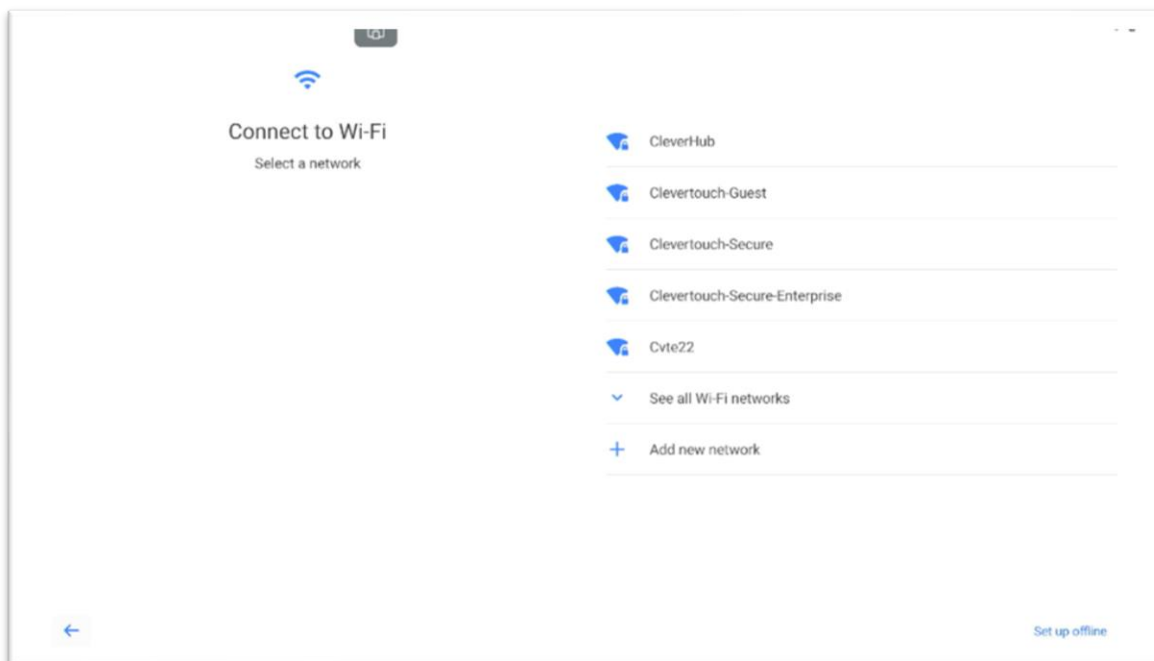 Connect to Wi-Fi
Select a network
CleverHub
Clevertouch-Guest
Clevertouch-Secure
Clevertouch-Secure-Enterprise
Cvte22
See all Wi-Fi networks
Add new network
Set up offline